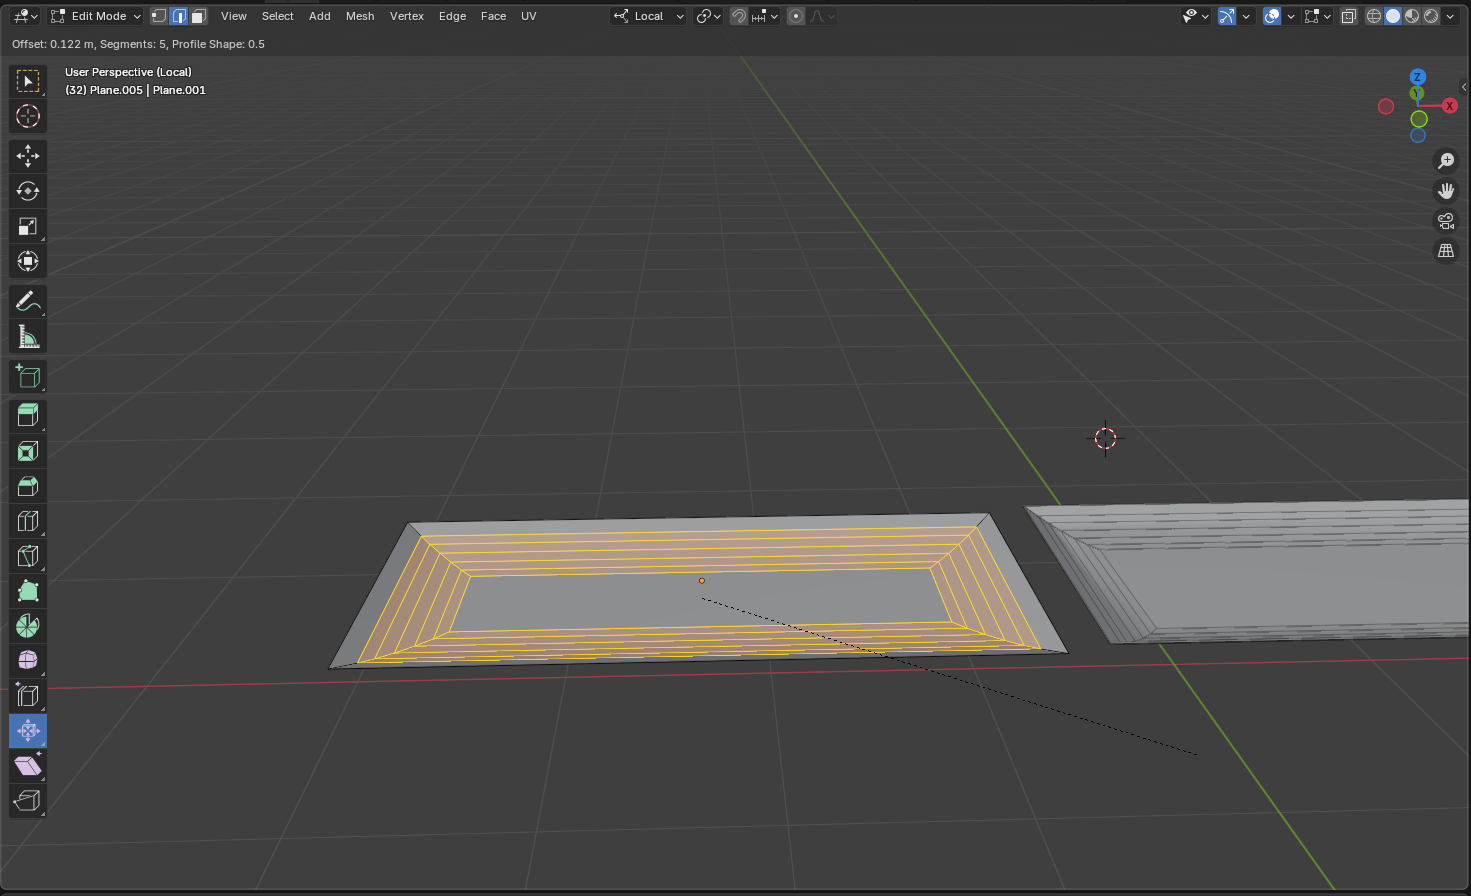 Edit Mode View Select Add Mesh Vertex Edge Face UV Local
Offset: 0.122 m, Segments: 5, Profile Shape: 0.5
User Perspective (Local)
(32) Plane.005 | Plane.001
Z
Y
X